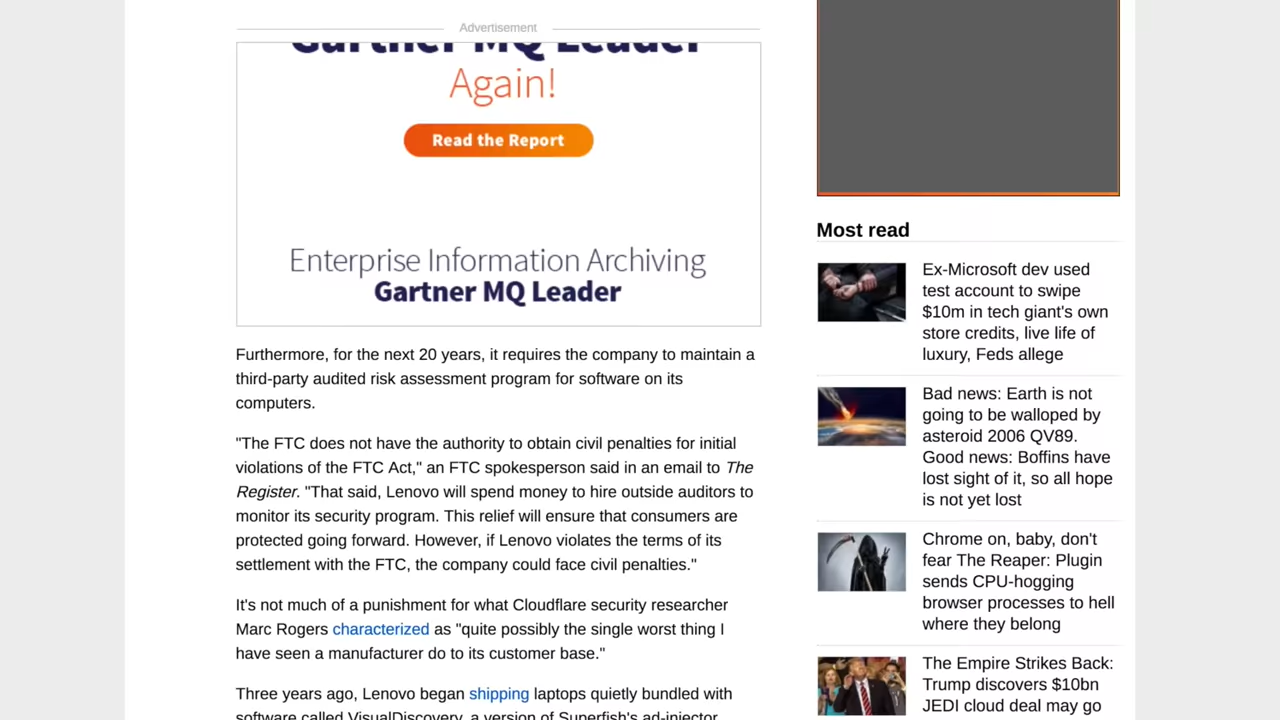 Advertisement
Gartner MQ Leader
Again!
Read the Report
Enterprise Information Archiving
Gartner MQ Leader
Furthermore, for the next 20 years, it requires the company to maintain a
third-party audited risk assessment program for software on its
computers.
"The FTC does not have the authority to obtain civil penalties for initial
violations of the FTC Act," an FTC spokesperson said in an email to The
Register. "That said, Lenovo will spend money to hire outside auditors to
monitor its security program. This relief will ensure that consumers are
protected going forward. However, if Lenovo violates the terms of its
settlement with the FTC, the company could face civil penalties."
It's not much of a punishment for what Cloudflare security researcher
Marc Rogers characterized as "quite possibly the single worst thing I
have seen a manufacturer do to its customer base."
Three years ago, Lenovo began shipping laptops quietly bundled with
software called VisualDiscovery, a version of Superfish's ad-injector
Most read
Ex-Microsoft dev used
test account to swipe
$10m in tech giant's own
store credits, live life of
luxury, Feds allege
Bad news: Earth is not
going to be walloped by
asteroid 2006 QV89.
Good news: Boffins have
lost sight of it, so all hope
is not yet lost
Chrome on, baby, don't
fear The Reaper: Plugin
sends CPU-hogging
browser processes to hell
where they belong
The Empire Strikes Back:
Trump discovers $10bn
JEDI cloud deal may go